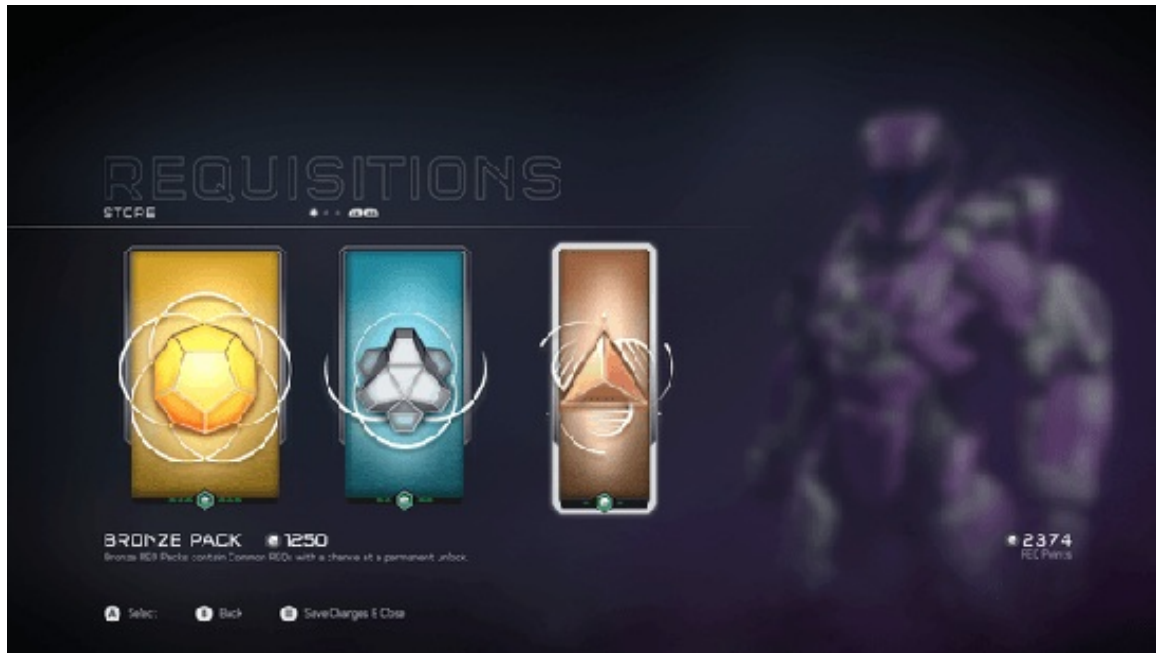 REQUISITIONS
STORE
BRONZE PACK 1250
Bronze REQ Packs contain Common REQs with a chance at a permanent unlock.
2374
REQ Points
A Select
B Back
Save Changes & Close